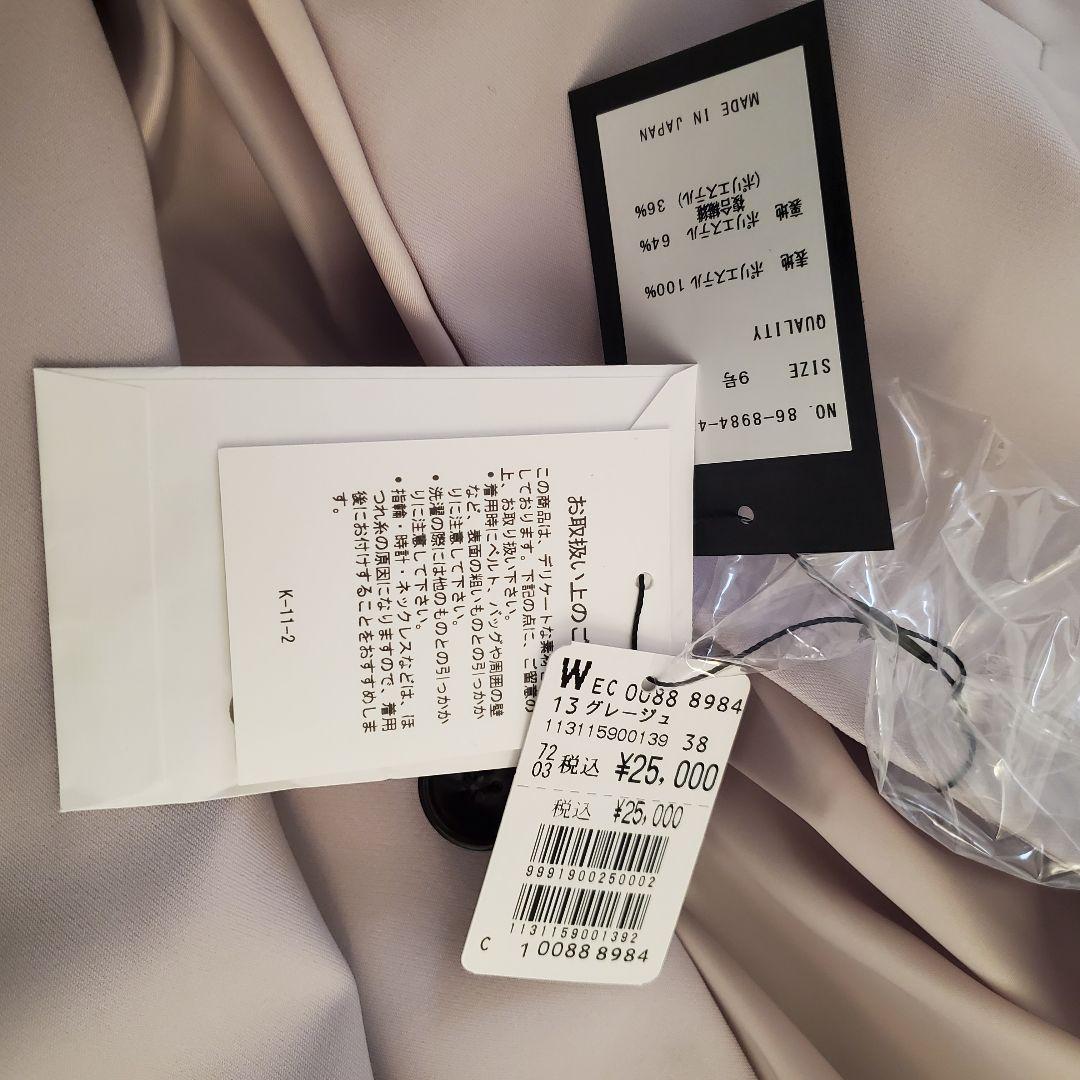 NO. 86-8984-4
SIZE 9号
QUALITY
表地 ポリエステル100%
裏地 ポリエステル 64%
複合繊維
(ポリエステル) 36%
MADE IN JAPAN
お取扱い上のご
この商品は、デリケートな素材
しております。下記の点に、ご留意の
上、お取り扱い下さい。
•着用時にベルト、バッグや周囲の壁
など、表面の粗いものとの引っかか
りに注意して下さい。
•洗濯の際には他のものとの引っかか
りに注意して下さい。
•指輪・時計・ネックレスなどは、ほ
つれ糸の原因になりますので、着用
後にお付けすることをおすすめしま
す。
K-11-2
W EC 0088 8984
13 グレージュ
113115900139 38
72
03 税込 ¥25,000
税込 ¥25,000
9991900250002
1131159001392
C 1 0088 8984